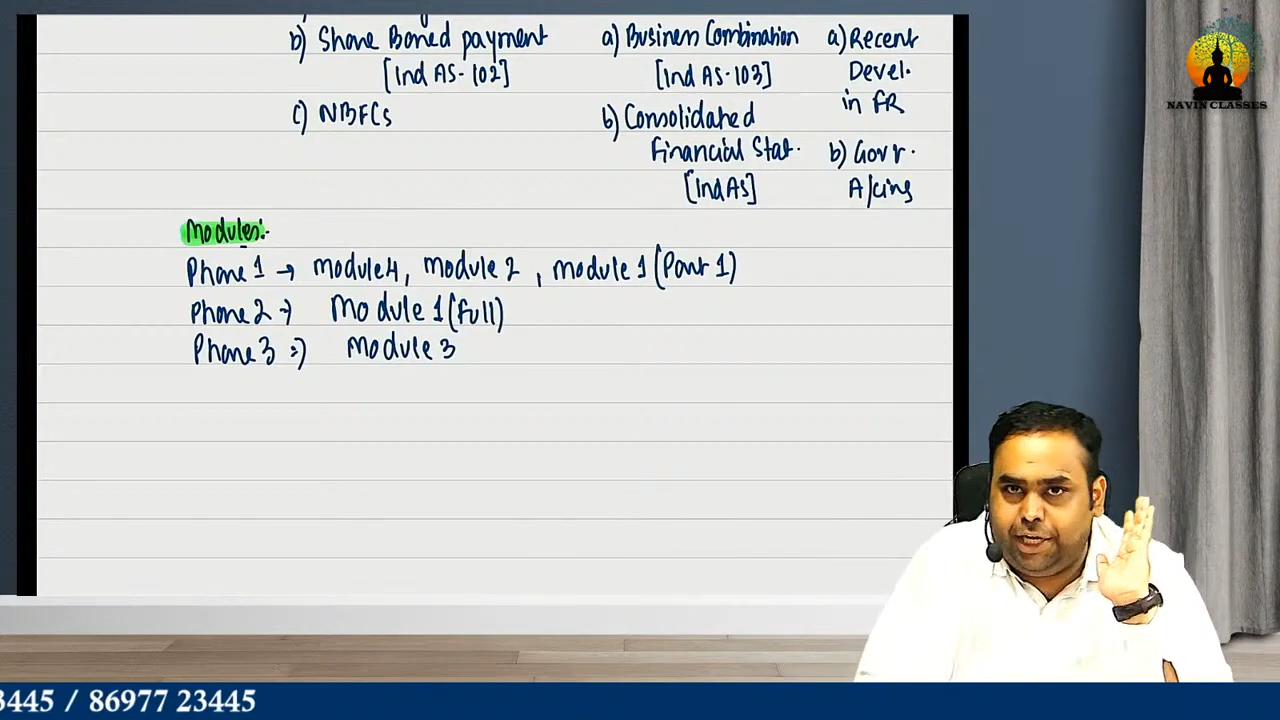 b) Share Based payment
[Ind AS-102]
c) NBFCs
a) Business Combination
[Ind AS-103]
b) Consolidated
Financial Stat.
[Ind AS]
a) Recent
Devel.
in FR
b) Govr.
A/cing
Modules:-
Phase 1 → module 4, module 2, module 1 (Part 1)
Phase 2 → Module 1 (Full)
Phase 3 → Module 3
NAVIN CLASSES
3445 / 86977 23445